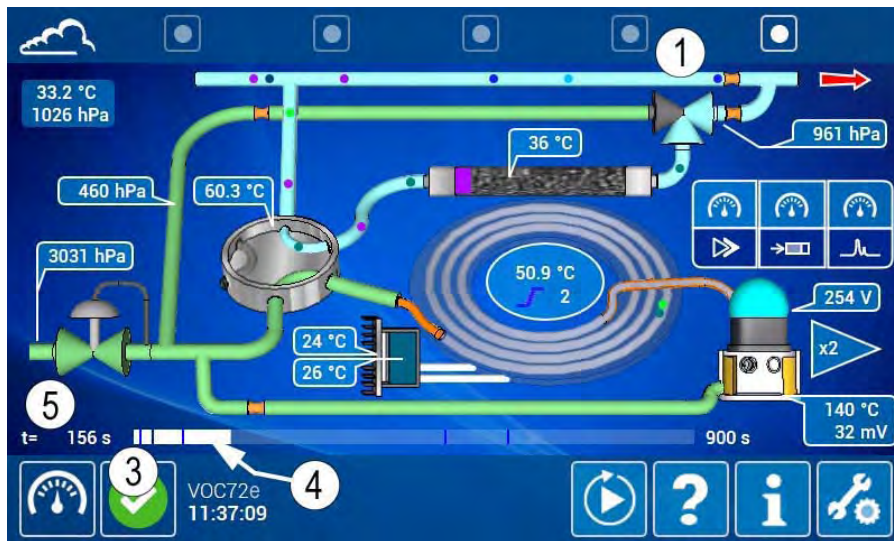 1
33.2 °C
1026 hPa
961 hPa
36 °C
460 hPa
60.3 °C
3031 hPa
50.9 °C
2
254 V
24 °C
26 °C
x2
140 °C
32 mV
5
t= 156 s
900 s
3
4
VOC72e
11:37:09
?
i